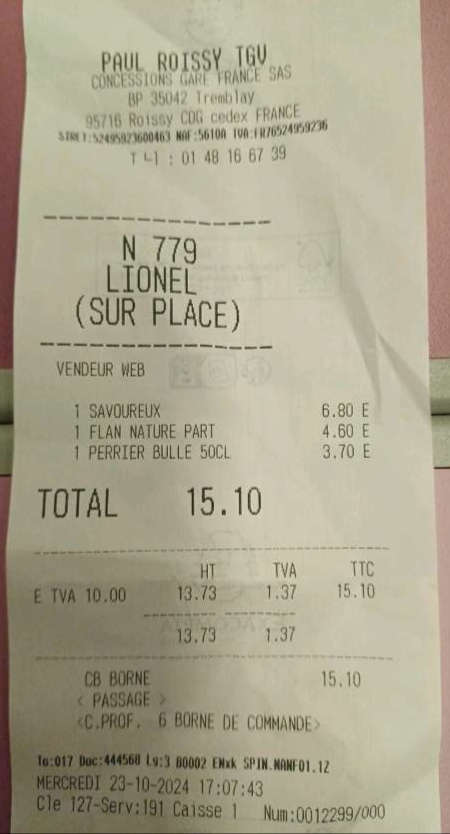 PAUL ROISSY TGV
CONCESSIONS GARE FRANCE SAS
BP 35042 Tremblay
95716 Roissy CDG cedex FRANCE
SIRET:52495923600463 NAF:5610A TVA:FR76524959236
Tél : 01 48 16 67 39
N 779
LIONEL
(SUR PLACE)
VENDEUR WEB
1 SAVOUREUX 6.80 E
1 FLAN NATURE PART 4.60 E
1 PERRIER BULLE 50CL 3.70 E
TOTAL 15.10
HT TVA TTC
E TVA 10.00 13.73 1.37 15.10
13.73 1.37
CB BORNE 15.10
< PASSAGE >
<C.PROF. 6 BORNE DE COMMANDE>
To:017 Doc:444560 Lg:3 B0002 ENxk SPIN.NANF01.12
MERCREDI 23-10-2024 17:07:43
Cle 127-Serv:191 Caisse 1 Num:0012299/000